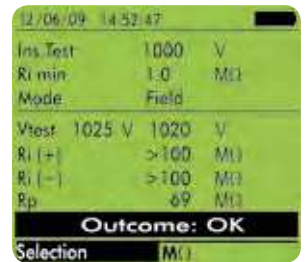 12/06/09 14:52:47
Ins.Test 1000 V
Ri min 1.0 MΩ
Mode Field
Vtest 1025 V 1020 V
Ri (+) >100 MΩ
Ri (-) >100 MΩ
Rp 69 MΩ
Outcome: OK
Selection MΩ